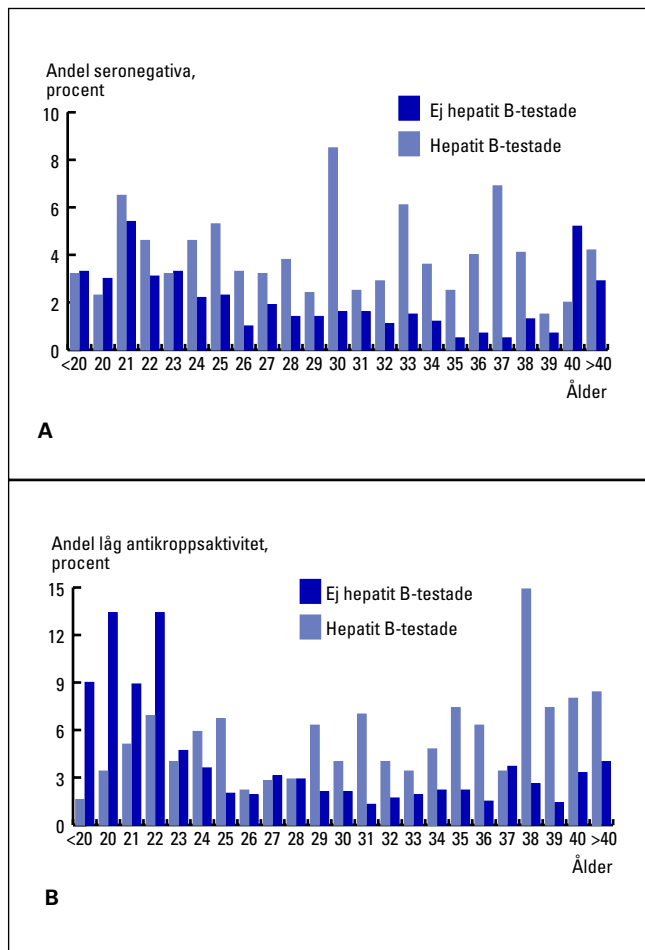 Andel seronegativa,
procent
10
8
6
4
2
0
Ej hepatit B-testade
Hepatit B-testade
<20 20 21 22 23 24 25 26 27 28 29 30 31 32 33 34 35 36 37 38 39 40 >40
Ålder
A
Andel låg antikroppsaktivitet,
procent
15
12
9
6
3
0
Ej hepatit B-testade
Hepatit B-testade
<20 20 21 22 23 24 25 26 27 28 29 30 31 32 33 34 35 36 37 38 39 40 >40
Ålder
B